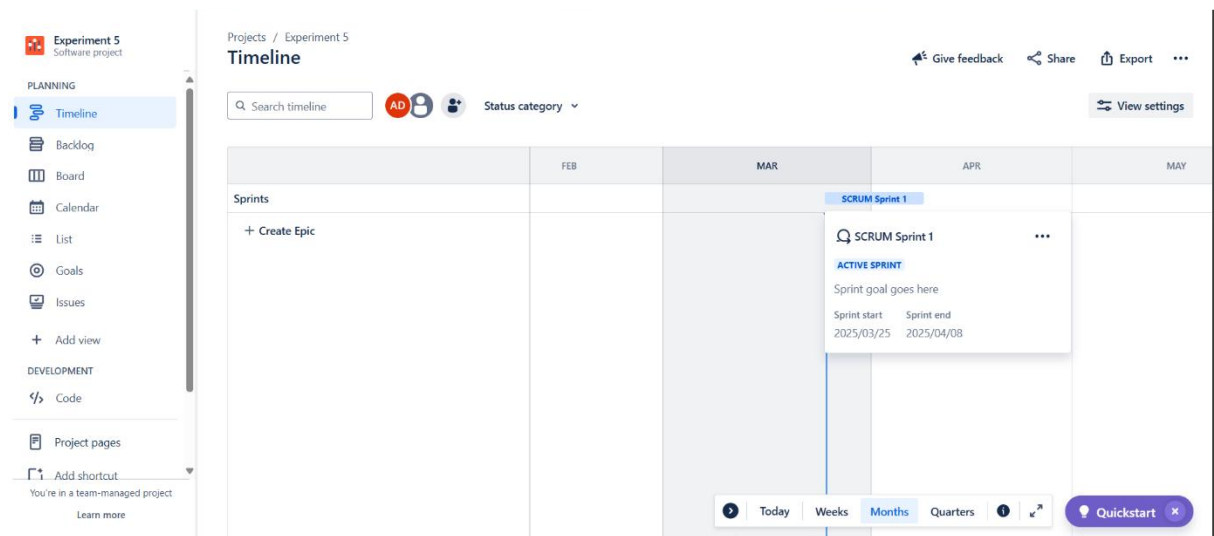 Experiment 5
Software project
PLANNING
Timeline
Backlog
Board
Calendar
List
Goals
Issues
Add view
DEVELOPMENT
Code
Project pages
Add shortcut
You're in a team-managed project
Learn more
Projects / Experiment 5
Timeline
Give feedback Share Export
Search timeline AD Status category View settings
FEB MAR APR MAY
Sprints SCRUM Sprint 1
+ Create Epic
SCRUM Sprint 1
ACTIVE SPRINT
Sprint goal goes here
Sprint start Sprint end
2025/03/25 2025/04/08
Today Weeks Months Quarters Quickstart